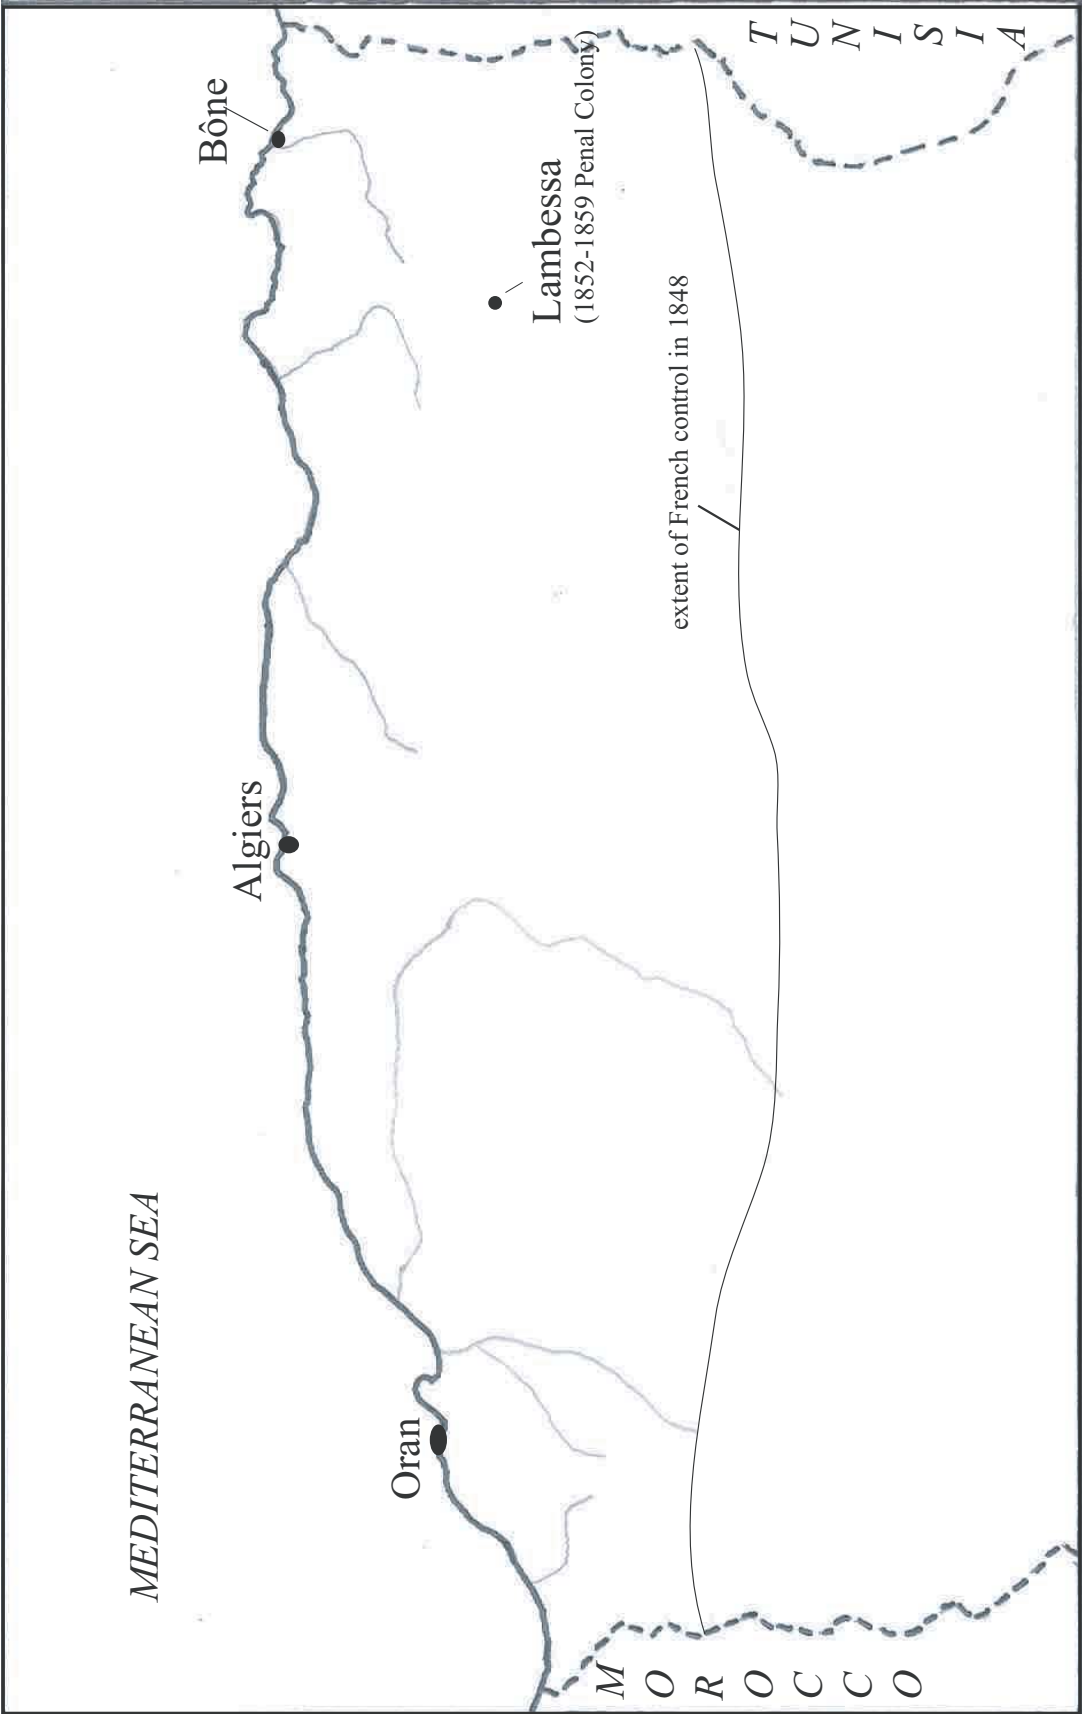 MEDITERRANEAN SEA
Bône
Algiers
Oran
Lambessa
(1852-1859 Penal Colony)
extent of French control in 1848
MOROCCO
TUNISIA